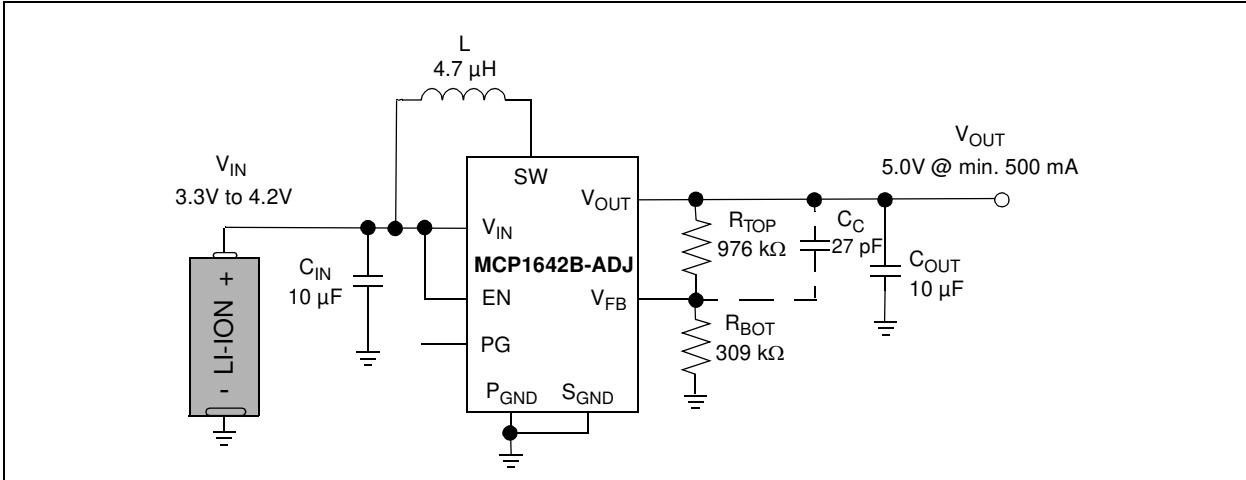 L
4.7 µH
V_IN
3.3V to 4.2V
V_OUT
5.0V @ min. 500 mA
SW
V_OUT
V_IN
MCP1642B-ADJ
EN
V_FB
PG
P_GND
S_GND
C_IN
10 µF
R_TOP
976 kΩ
C_C
27 pF
C_OUT
10 µF
R_BOT
309 kΩ
+
LI-ION
-